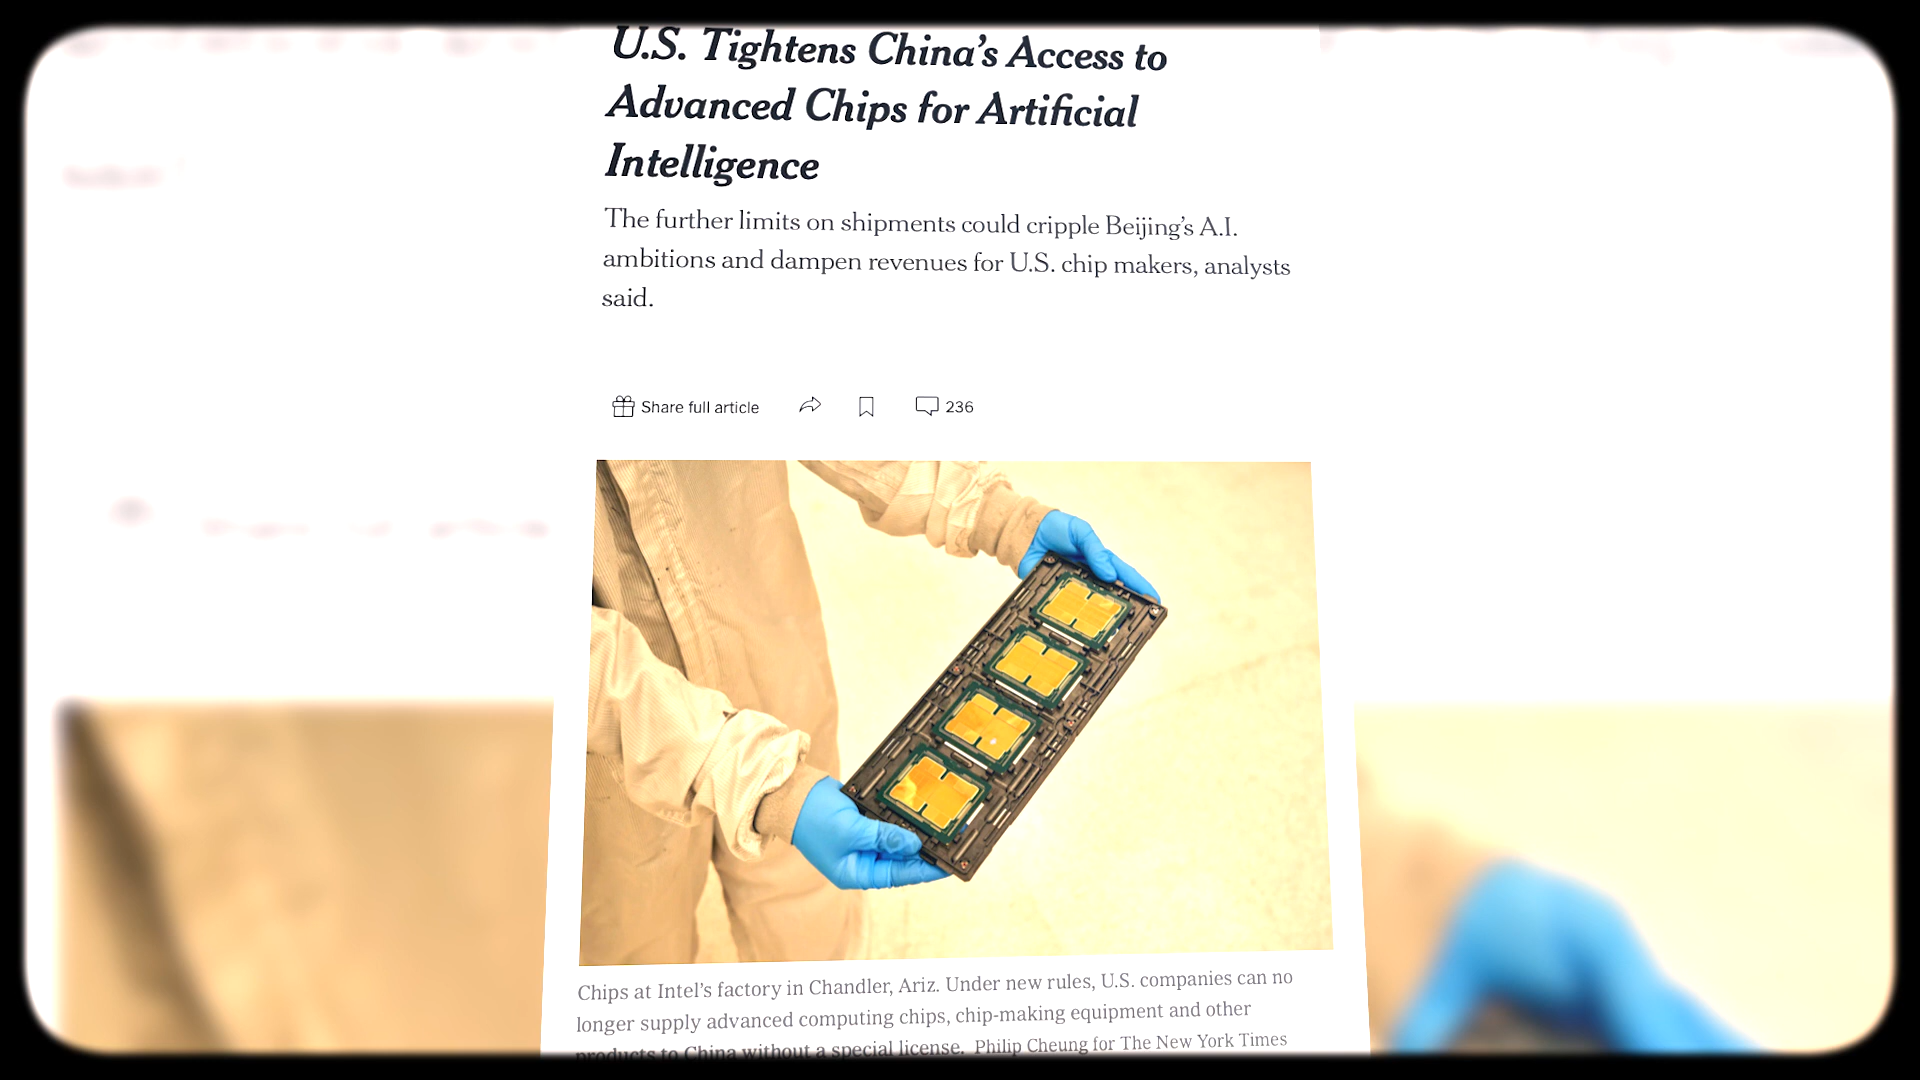 U.S. Tightens China's Access to
Advanced Chips for Artificial
Intelligence
The further limits on shipments could cripple Beijing's A.I.
ambitions and dampen revenues for U.S. chip makers, analysts
said.
Share full article
236
Chips at Intel's factory in Chandler, Ariz. Under new rules, U.S. companies can no
longer supply advanced computing chips, chip-making equipment and other
products to China without a special license. Philip Cheung for The New York Times